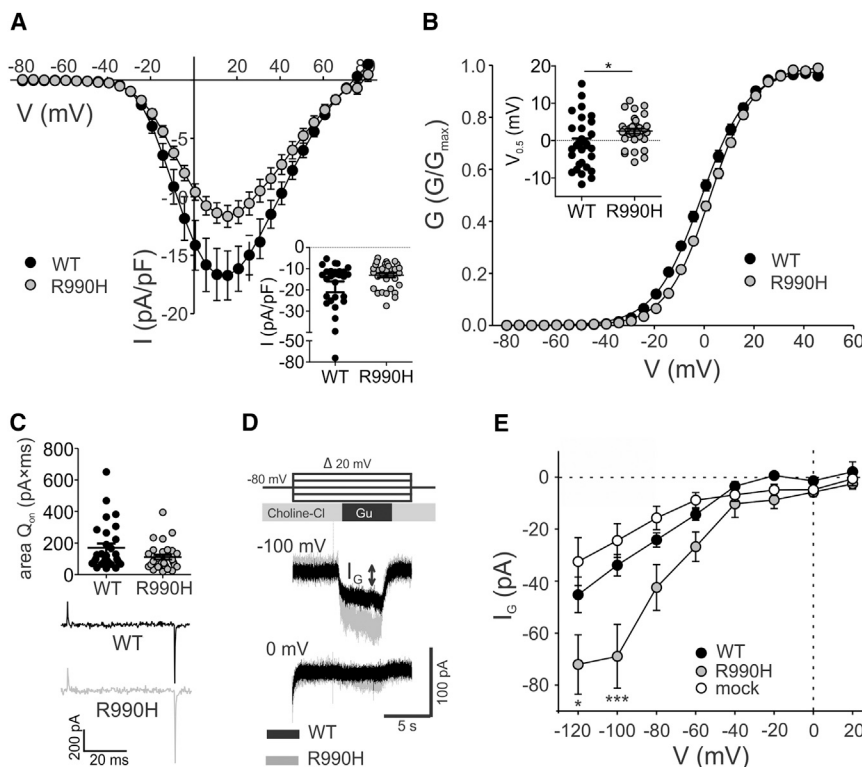 A
-80 -60 -40 -20 20 40 60 80
V (mV)
-5
-10
-15
-20
I (pA/pF)
WT
R990H
0
-10
-20
-30
-40
-80
I (pA/pF)
WT R990H
B
1.0
0.8
0.6
0.4
0.2
0.0
G (G/Gmax)
-80 -60 -40 -20 0 20 40 60
V (mV)
WT
R990H
*
20
10
0
-10
V0.5 (mV)
WT R990H
C
800
600
400
200
0
area Qon (pA×ms)
WT R990H
WT
R990H
200 pA
20 ms
D
Δ 20 mV
-80 mV
Choline-Cl Gu
-100 mV
IG
0 mV
100 pA
5 s
WT
R990H
E
0
-20
-40
-60
-80
IG (pA)
WT
R990H
mock
* ***
-120 -100 -80 -60 -40 -20 0 20
V (mV)